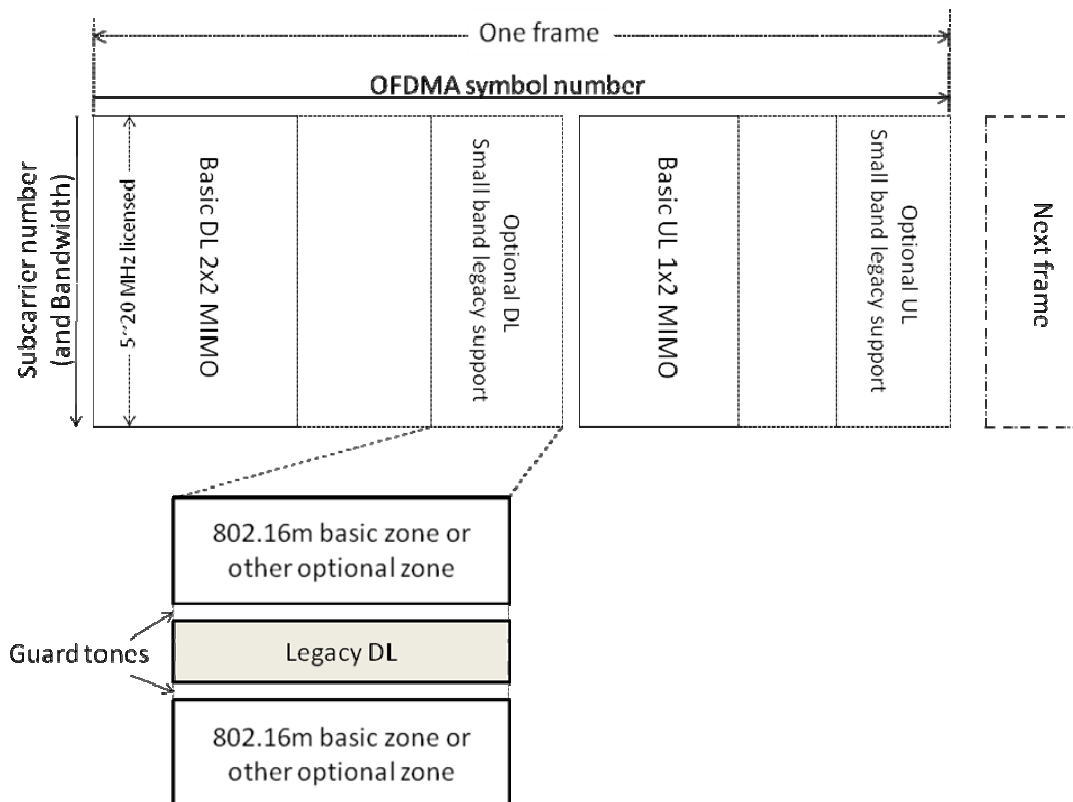 One frame
OFDMA symbol number
Subcarrier number
(and Bandwidth)
5~20 MHz licensed
Basic DL 2x2 MIMO
Optional DL
Small band legacy support
Basic UL 1x2 MIMO
Optional UL
Small band legacy support
Next frame
802.16m basic zone or
other optional zone
Guard tones
Legacy DL
802.16m basic zone or
other optional zone